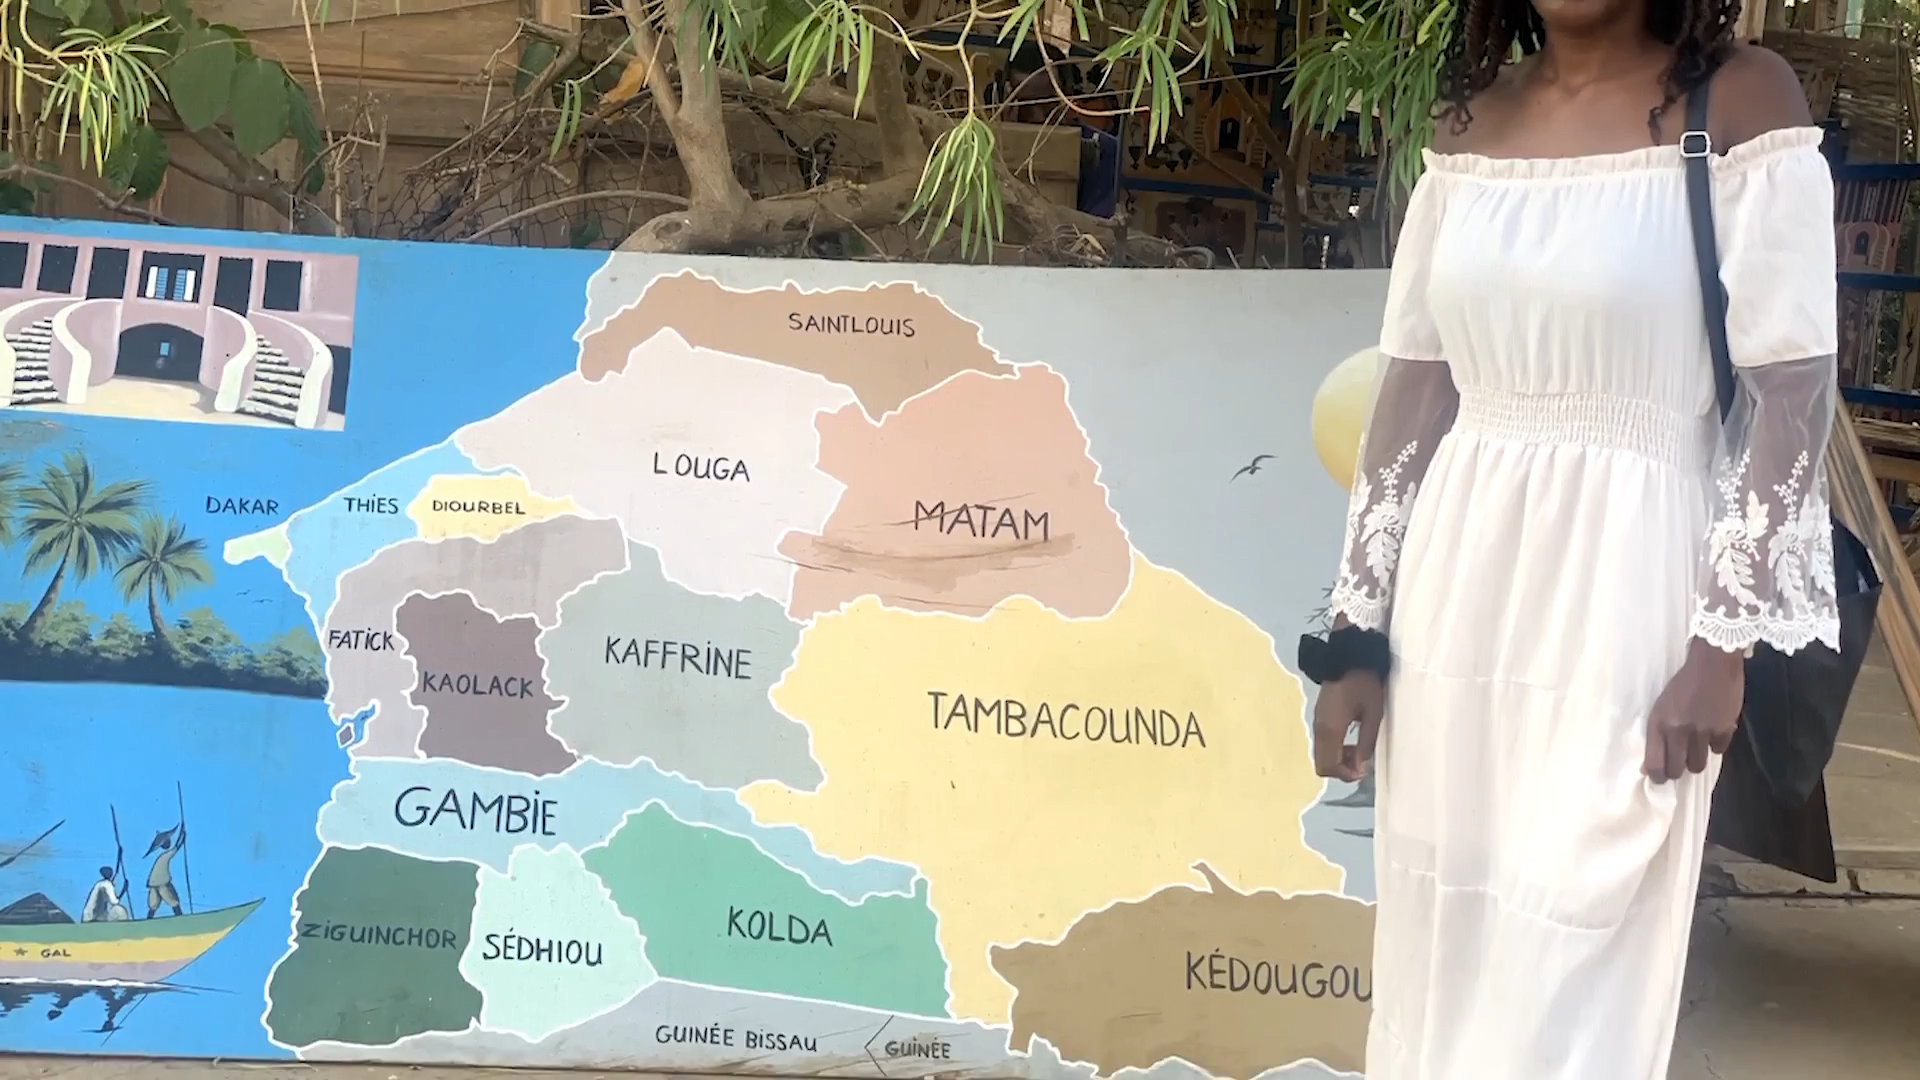 SAINTLOUIS
LOUGA
MATAM
DAKAR
THiES
DIOURBEL
FATiCK
KAOLACK
KAFFRiNE
TAMBACOUNDA
GAMBiE
ZiGUINCHOR
SÉDHIOU
KOLDA
KÉDOUGOU
★ GAL
GUINÉE BiSSAU
GUiNÉE